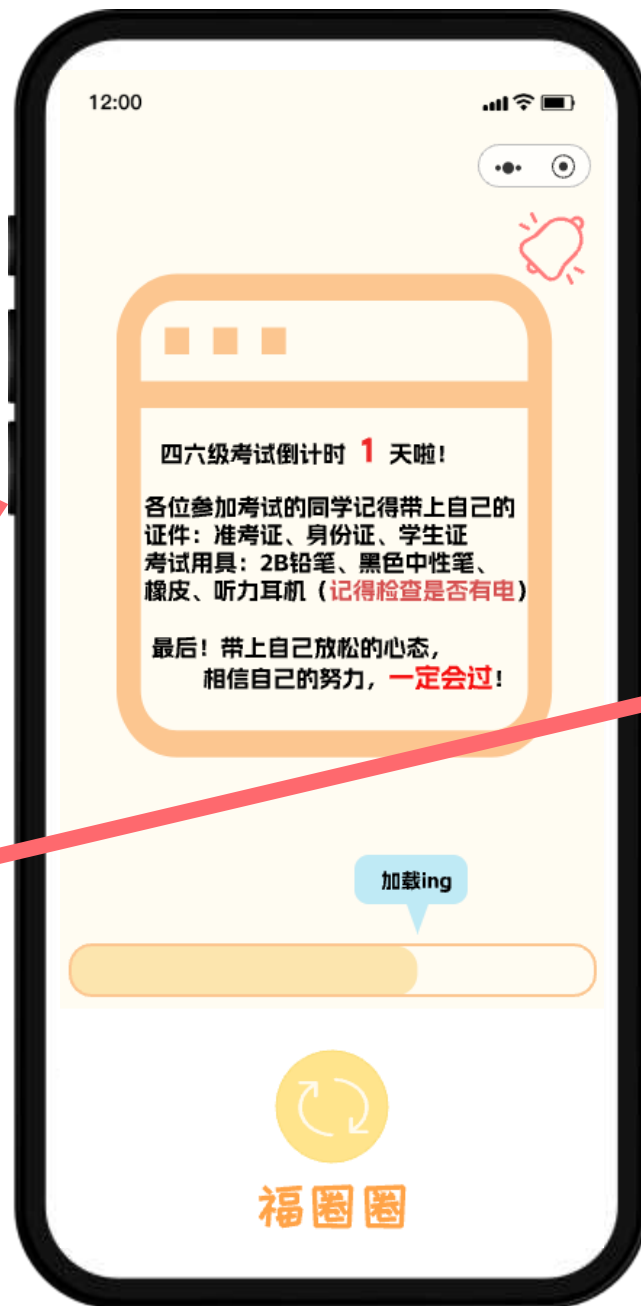 12:00
四六级考试倒计时 1 天啦！
各位参加考试的同学记得带上自己的
证件：准考证、身份证、学生证
考试用具：2B铅笔、黑色中性笔、
橡皮、听力耳机（记得检查是否有电）
最后！带上自己放松的心态，
相信自己的努力，一定会过！
加载ing
福圈圈